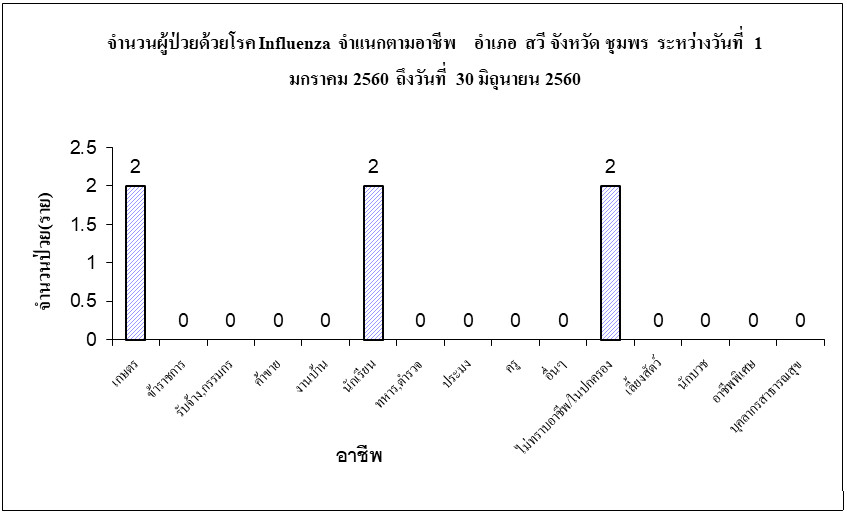 จำนวนผู้ป่วยด้วยโรค Influenza จำแนกตามอาชีพ อำเภอ สวี จังหวัด ชุมพร ระหว่างวันที่ 1
มกราคม 2560 ถึงวันที่ 30 มิถุนายน 2560
จำนวนป่วย(ราย)
2.5
2
1.5
1
0.5
0
2 0 0 0 0 2 0 0 0 0 2 0 0 0 0
เกษตร
ข้าราชการ
รับจ้าง,กรรมกร
ค้าขาย
งานบ้าน
นักเรียน
ทหาร,ตำรวจ
ประมง
ครู
อื่นๆ
ไม่ทราบอาชีพ/ในปกครอง
เลี้ยงสัตว์
นักบวช
อาชีพพิเศษ
บุคลากรสาธารณสุข
อาชีพ